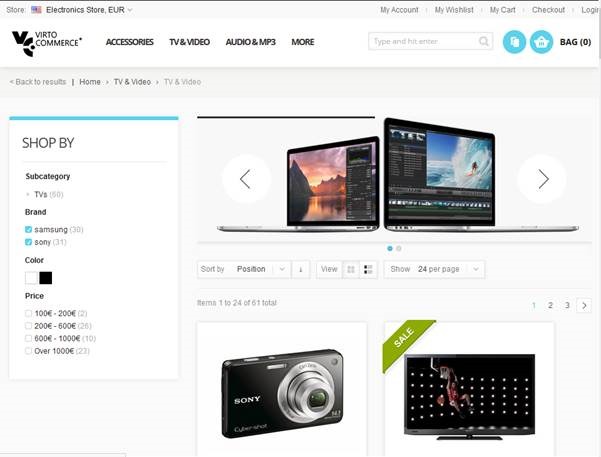 Store: Electronics Store, EUR
My Account My Wishlist My Cart Checkout Login
VIRTO
COMMERCE
ACCESSORIES TV & VIDEO AUDIO & MP3 MORE
Type and hit enter
BAG (0)
< Back to results | Home › TV & Video › TV & Video
SHOP BY
Subcategory
TVs (60)
Brand
samsung (30)
sony (31)
Color
Price
100€ - 200€ (2)
200€ - 600€ (26)
600€ - 1000€ (10)
Over 1000€ (23)
Sort by Position View Show 24 per page
Items 1 to 24 of 61 total
1 2 3
SONY
Cyber-shot
14.1
SALE